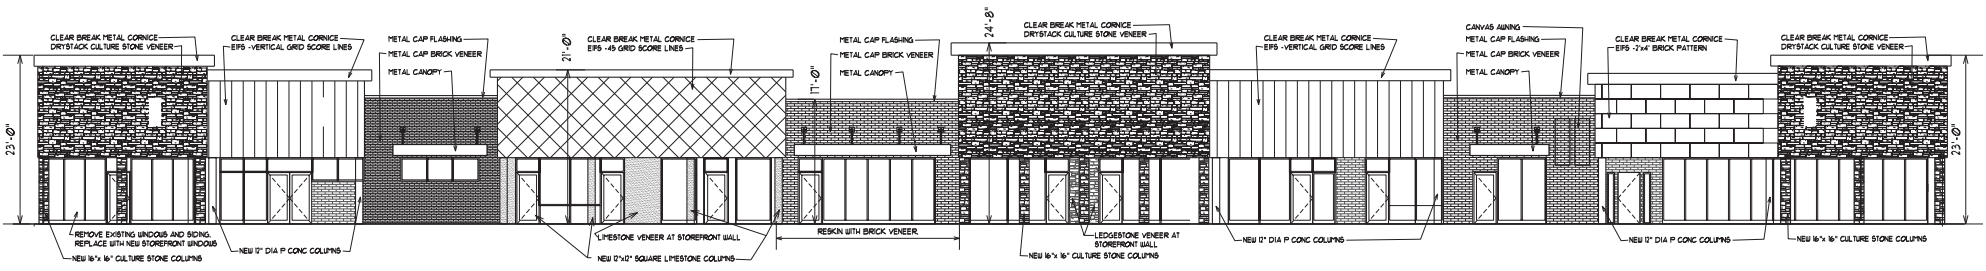 CLEAR BREAK METAL CORNICE
DRYSTACK CULTURE STONE VENEER
CLEAR BREAK METAL CORNICE
EIFS -VERTICAL GRID SCORE LINES
METAL CAP FLASHING
METAL CAP BRICK VENEER
METAL CANOPY
CLEAR BREAK METAL CORNICE
EIFS -45 GRID SCORE LINES
METAL CAP FLASHING
METAL CAP BRICK VENEER
METAL CANOPY
CLEAR BREAK METAL CORNICE
DRYSTACK CULTURE STONE VENEER
CLEAR BREAK METAL CORNICE
EIFS -VERTICAL GRID SCORE LINES
CANVAS AWNING
METAL CAP FLASHING
METAL CAP BRICK VENEER
METAL CANOPY
CLEAR BREAK METAL CORNICE
EIFS -2'x4' BRICK PATTERN
CLEAR BREAK METAL CORNICE
DRYSTACK CULTURE STONE VENEER
23'-0"
21'-0"
17'-0"
24'-8"
23'-0"
REMOVE EXISTING WINDOWS AND SIDING.
REPLACE WITH NEW STOREFRONT WINDOWS
NEW 16"x 16" CULTURE STONE COLUMNS
NEW 12" DIA P CONC COLUMNS
LIMESTONE VENEER AT STOREFRONT WALL
NEW 12"x12" SQUARE LIMESTONE COLUMNS
RESKIN WITH BRICK VENEER.
LEDGESTONE VENEER AT
STOREFRONT WALL
NEW 16"x 16" CULTURE STONE COLUMNS
NEW 12" DIA P CONC COLUMNS
NEW 12" DIA P CONC COLUMNS
NEW 16"x 16" CULTURE STONE COLUMNS